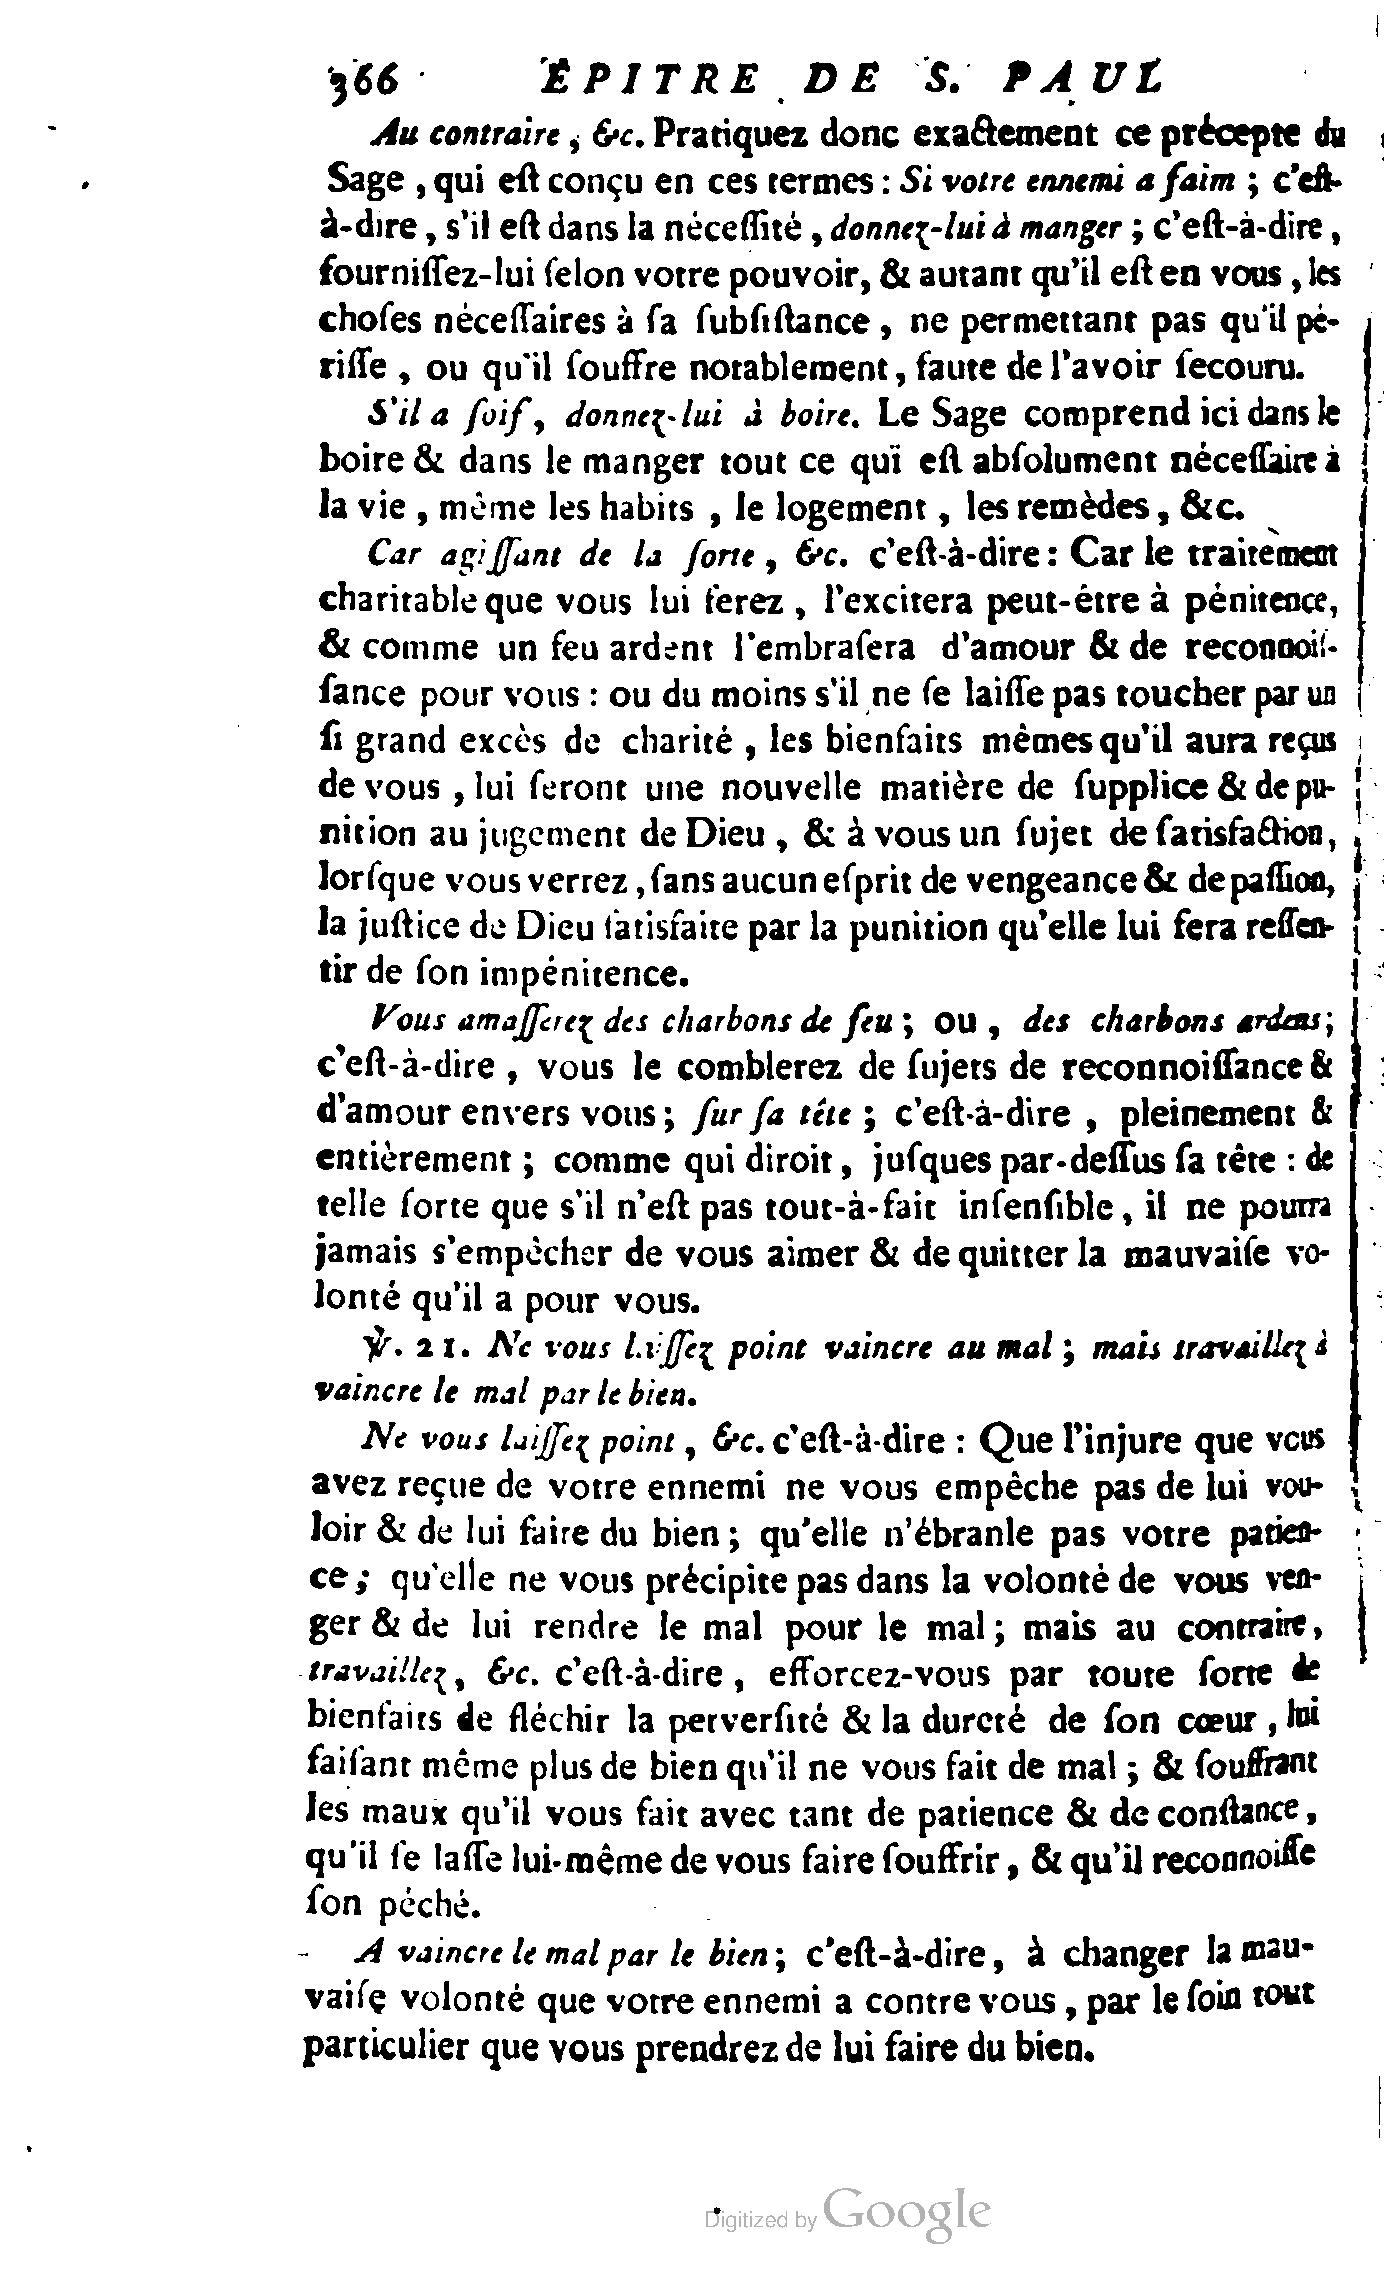 366 ÉPITRE DE S. PAUL
Au contraire, &c. Pratiquez donc exactement ce précepte du
Sage, qui eſt conçu en ces termes : Si votre ennemi a faim ; c'eſt-
à-dire, s'il eſt dans la néceſſité, donnez-lui à manger ; c'eſt-à-dire,
fourniſſez-lui ſelon votre pouvoir, & autant qu'il eſt en vous, les
choſes néceſſaires à ſa ſubſiſtance, ne permettant pas qu'il pé-
riſſe, ou qu'il ſouffre notablement, faute de l'avoir ſecouru.
S'il a ſoif, donnez-lui à boire. Le Sage comprend ici dans le
boire & dans le manger tout ce qui eſt abſolument néceſſaire à
la vie, même les habits, le logement, les remèdes, &c.
Car agiſſant de la ſorte, &c. c'eſt-à-dire : Car le traitement
charitable que vous lui ferez, l'excitera peut-être à pénitence,
& comme un feu ardent l'embraſera d'amour & de reconnoiſ-
ſance pour vous : ou du moins s'il ne ſe laiſſe pas toucher par un
ſi grand excès de charité, les bienfaits mêmes qu'il aura reçus
de vous, lui ſeront une nouvelle matière de ſupplice & de pu-
nition au jugement de Dieu, & à vous un ſujet de ſatisfaction,
lorſque vous verrez, ſans aucun eſprit de vengeance & de paſſion,
la juſtice de Dieu ſatisfaite par la punition qu'elle lui fera reſſen-
tir de ſon impénitence.
Vous amaſſerez des charbons de feu ; ou, des charbons ardens ;
c'eſt-à-dire, vous le comblerez de ſujets de reconnoiſſance &
d'amour envers vous ; ſur ſa tête ; c'eſt-à-dire, pleinement &
entièrement ; comme qui diroit, juſques par-deſſus ſa tête : de
telle ſorte que s'il n'eſt pas tout-à-fait inſenſible, il ne pourra
jamais s'empêcher de vous aimer & de quitter la mauvaiſe vo-
lonté qu'il a pour vous.
℣. 21. Ne vous laiſſez point vaincre au mal ; mais travaillez à
vaincre le mal par le bien.
Ne vous laiſſez point, &c. c'eſt-à-dire : Que l'injure que vous
avez reçue de votre ennemi ne vous empêche pas de lui vou-
loir & de lui faire du bien ; qu'elle n'ébranle pas votre patien-
ce ; qu'elle ne vous précipite pas dans la volonté de vous ven-
ger & de lui rendre le mal pour le mal ; mais au contraire,
travaillez, &c. c'eſt-à-dire, efforcez-vous par toute ſorte de
bienfaits de fléchir la perverſité & la dureté de ſon cœur, lui
faiſant même plus de bien qu'il ne vous fait de mal ; & ſouffrant
les maux qu'il vous fait avec tant de patience & de conſtance,
qu'il ſe laſſe lui-même de vous faire ſouffrir, & qu'il reconnoiſſe
ſon péché.
A vaincre le mal par le bien ; c'eſt-à-dire, à changer la mau-
vaiſe volonté que votre ennemi a contre vous, par le ſoin tout
particulier que vous prendrez de lui faire du bien.
Digitized by Google